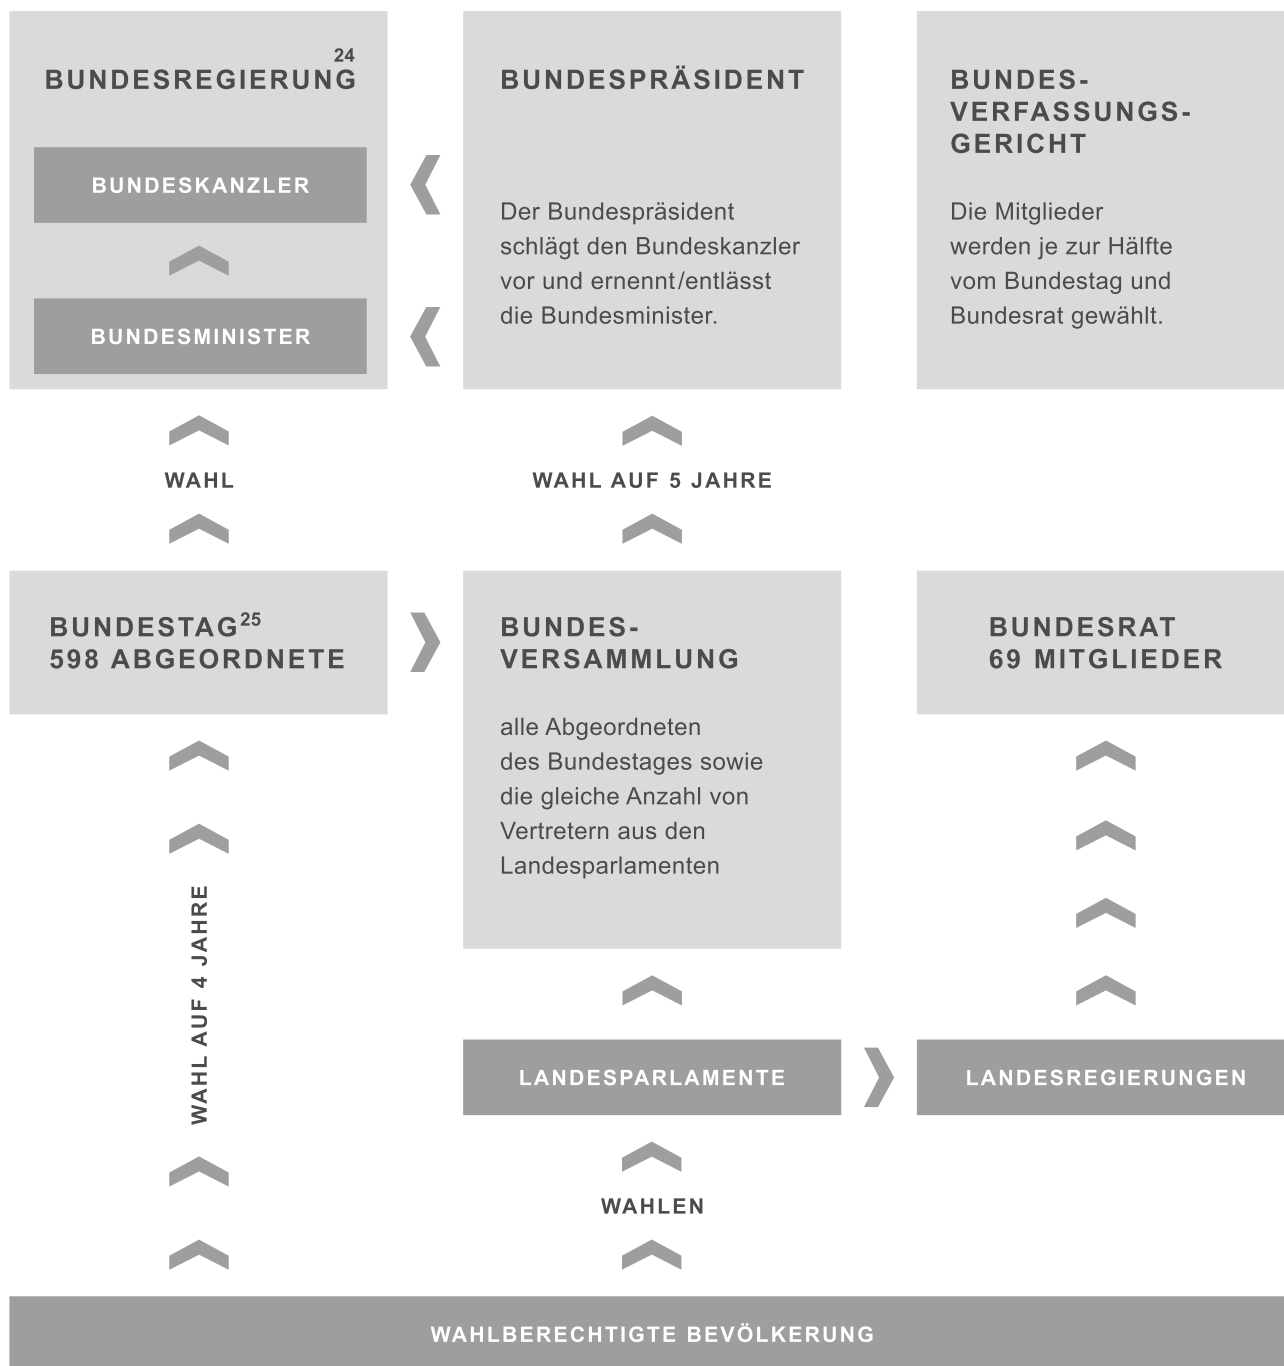 BUNDESREGIERUNG24
BUNDESKANZLER
BUNDESMINISTER
BUNDESPRÄSIDENT
Der Bundespräsident
schlägt den Bundeskanzler
vor und ernennt/entlässt
die Bundesminister.
BUNDES-
VERFASSUNGS-
GERICHT
Die Mitglieder
werden je zur Hälfte
vom Bundestag und
Bundesrat gewählt.
WAHL
WAHL AUF 5 JAHRE
BUNDESTAG25
598 ABGEORDNETE
BUNDES-
VERSAMMLUNG
alle Abgeordneten
des Bundestages sowie
die gleiche Anzahl von
Vertretern aus den
Landesparlamenten
BUNDESRAT
69 MITGLIEDER
WAHL AUF 4 JAHRE
LANDESPARLAMENTE
LANDESREGIERUNGEN
WAHLEN
WAHLBERECHTIGTE BEVÖLKERUNG